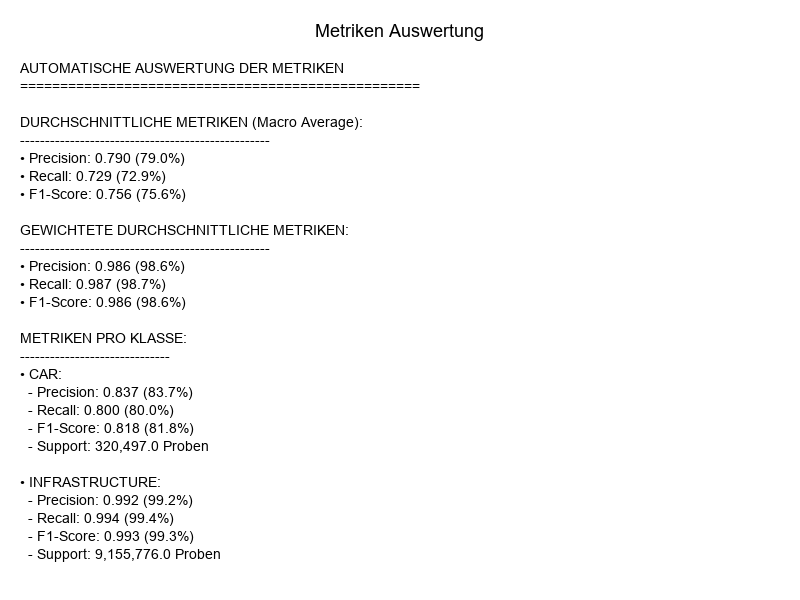 Metriken Auswertung
AUTOMATISCHE AUSWERTUNG DER METRIKEN
==================================================
DURCHSCHNITTLICHE METRIKEN (Macro Average):
--------------------------------------------------
• Precision: 0.790 (79.0%)
• Recall: 0.729 (72.9%)
• F1-Score: 0.756 (75.6%)
GEWICHTETE DURCHSCHNITTLICHE METRIKEN:
--------------------------------------------------
• Precision: 0.986 (98.6%)
• Recall: 0.987 (98.7%)
• F1-Score: 0.986 (98.6%)
METRIKEN PRO KLASSE:
------------------------------
• CAR:
- Precision: 0.837 (83.7%)
- Recall: 0.800 (80.0%)
- F1-Score: 0.818 (81.8%)
- Support: 320,497.0 Proben
• INFRASTRUCTURE:
- Precision: 0.992 (99.2%)
- Recall: 0.994 (99.4%)
- F1-Score: 0.993 (99.3%)
- Support: 9,155,776.0 Proben